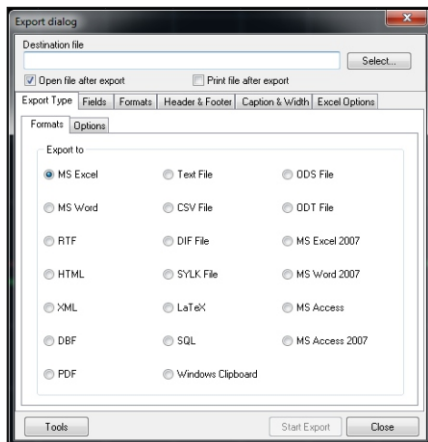 Export dialog
Destination file
Select...
Open file after export Print file after export
Export Type Fields Formats Header & Footer Caption & Width Excel Options
Formats Options
Export to
MS Excel Text File ODS File
MS Word CSV File ODT File
RTF DIF File MS Excel 2007
HTML SYLK File MS Word 2007
XML LaTeX MS Access
DBF SQL MS Access 2007
PDF Windows Clipboard
Tools Start Export Close